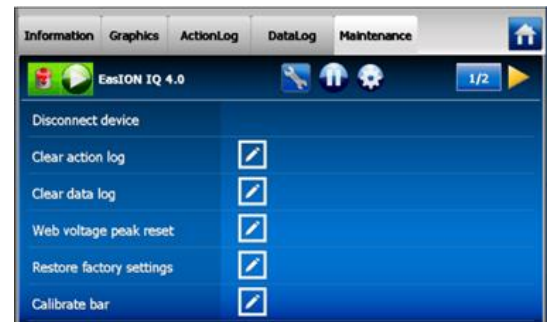 Information Graphics ActionLog DataLog Maintenance
EasION IQ 4.0 1/2
Disconnect device
Clear action log
Clear data log
Web voltage peak reset
Restore factory settings
Calibrate bar